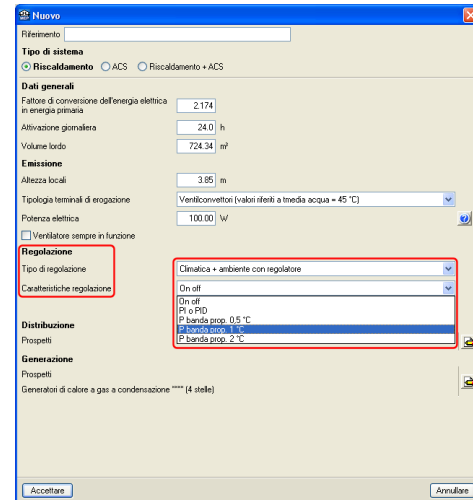 Nuovo
Riferimento
Tipo di sistema
Riscaldamento ACS Riscaldamento + ACS
Dati generali
Fattore di conversione dell'energia elettrica
in energia primaria 2.174
Attivazione giornaliera 24.0 h
Volume lordo 724.34 m³
Emissione
Altezza locali 3.85 m
Tipologia terminali di erogazione Ventilconvettori (valori riferiti a tmedia acqua = 45 °C)
Potenza elettrica 100.00 W
Ventilatore sempre in funzione
Regolazione
Tipo di regolazione Climatica + ambiente con regolatore
Caratteristiche regolazione On off
On off
PI o PID
P banda prop. 0,5 °C
P banda prop. 1 °C
P banda prop. 2 °C
Distribuzione
Prospetti
Generazione
Prospetti
Generatori di calore a gas a condensazione **** (4 stelle)
Accettare Annullare